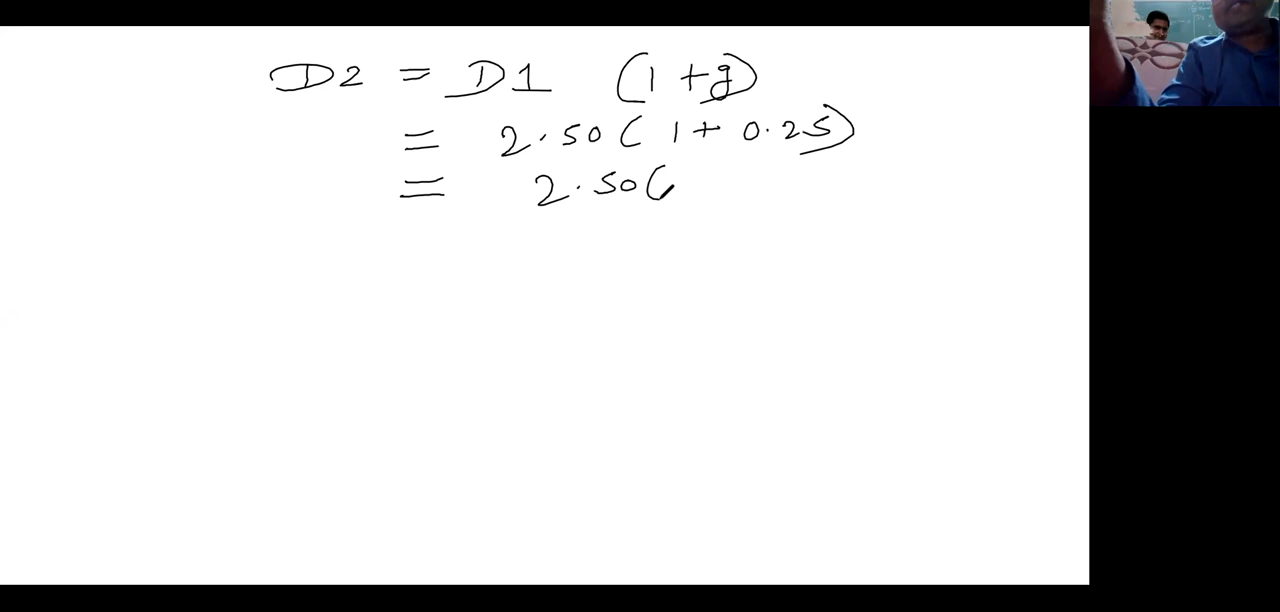 D2 = D1 (1+g)
= 2.50(1+0.25)
= 2.50(